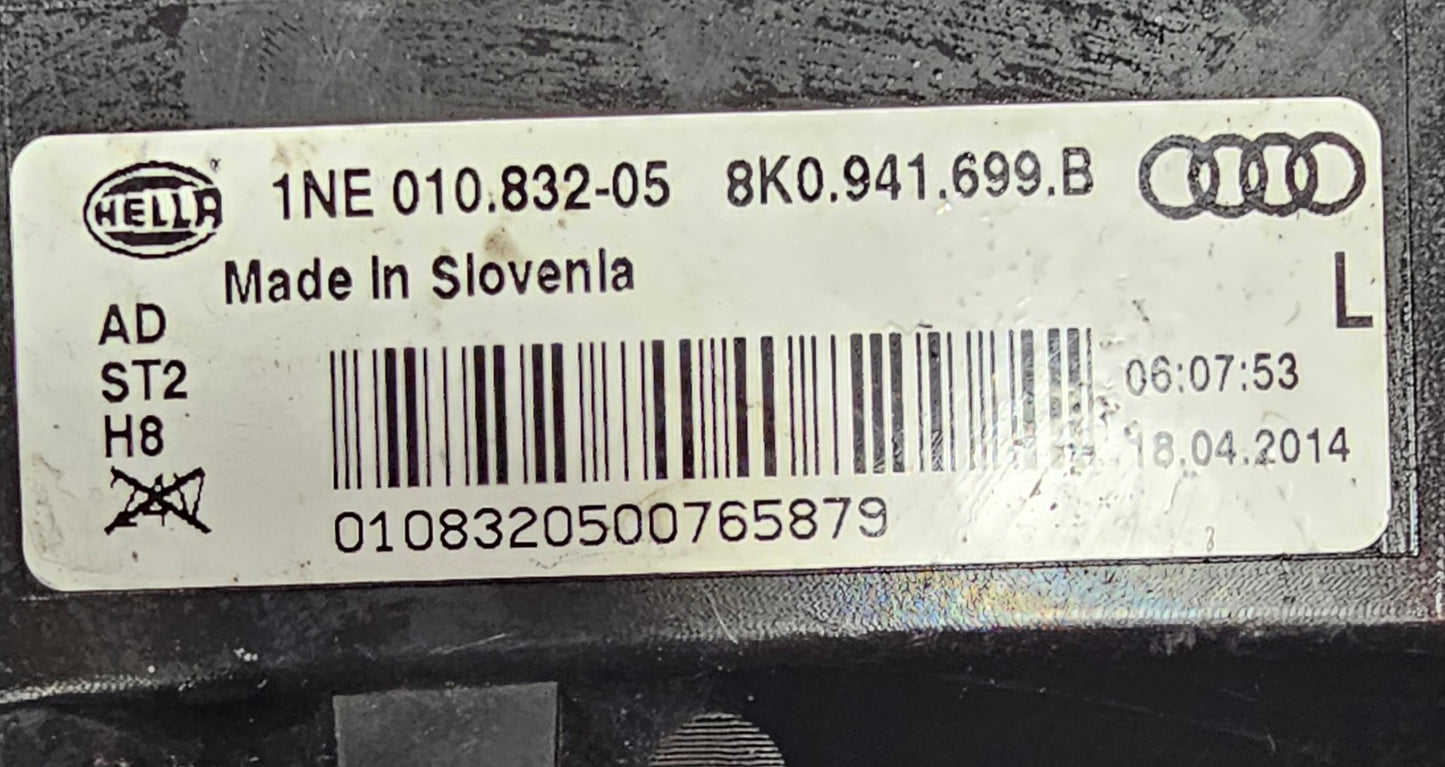 HELLA 1NE 010.832-05 8K0.941.699.B
Made In Slovenia
L
AD
ST2
H8
06:07:53
18.04.2014
0108320500765879